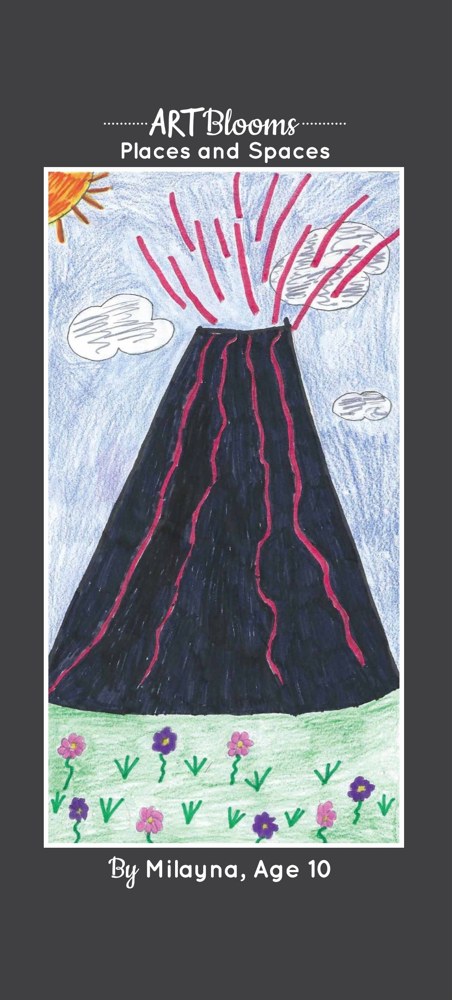 ART Blooms
Places and Spaces
By Milayna, Age 10